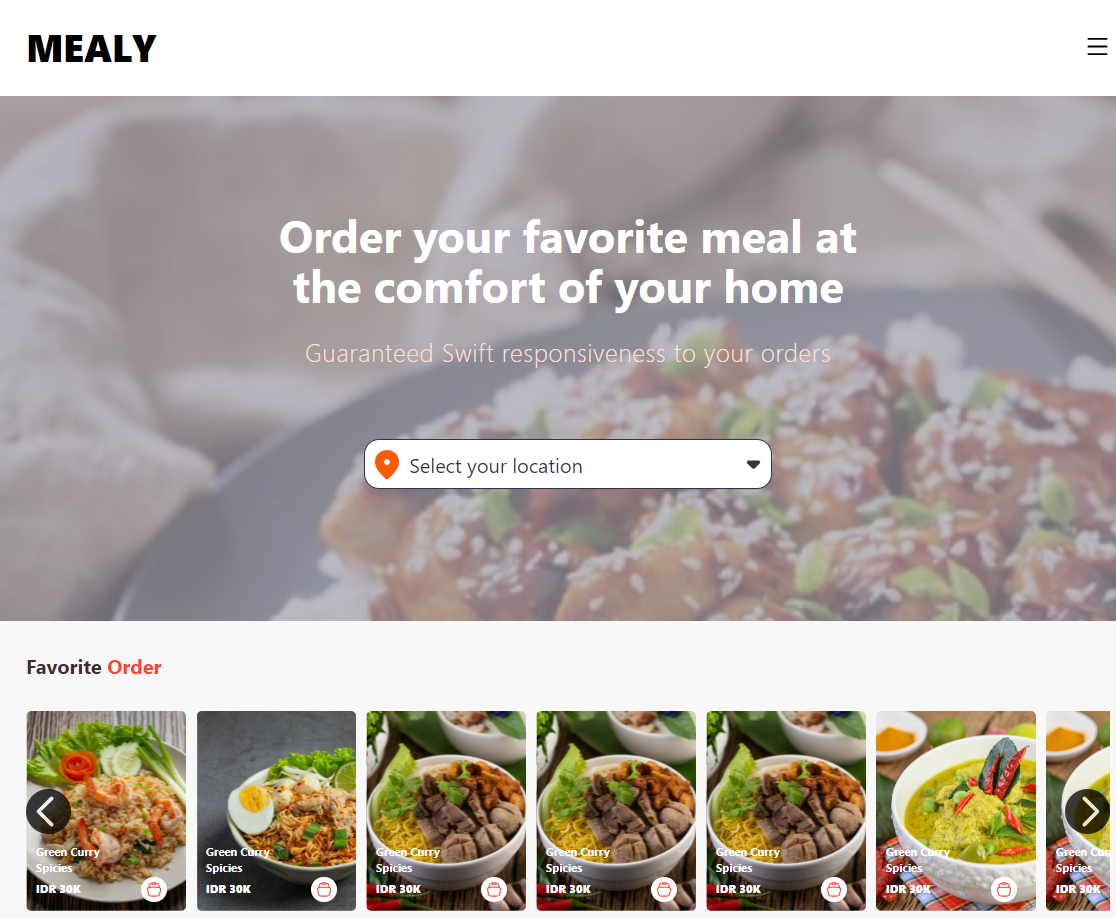 MEALY
Order your favorite meal at
the comfort of your home
Guaranteed Swift responsiveness to your orders
Select your location
Favorite Order
Green Curry
Spicies
IDR 30K
Green Curry
Spicies
IDR 30K
Green Curry
Spicies
IDR 30K
Green Curry
Spicies
IDR 30K
Green Curry
Spicies
IDR 30K
Green Curry
Spicies
IDR 30K
Green Cur
Spicies
IDR 30K